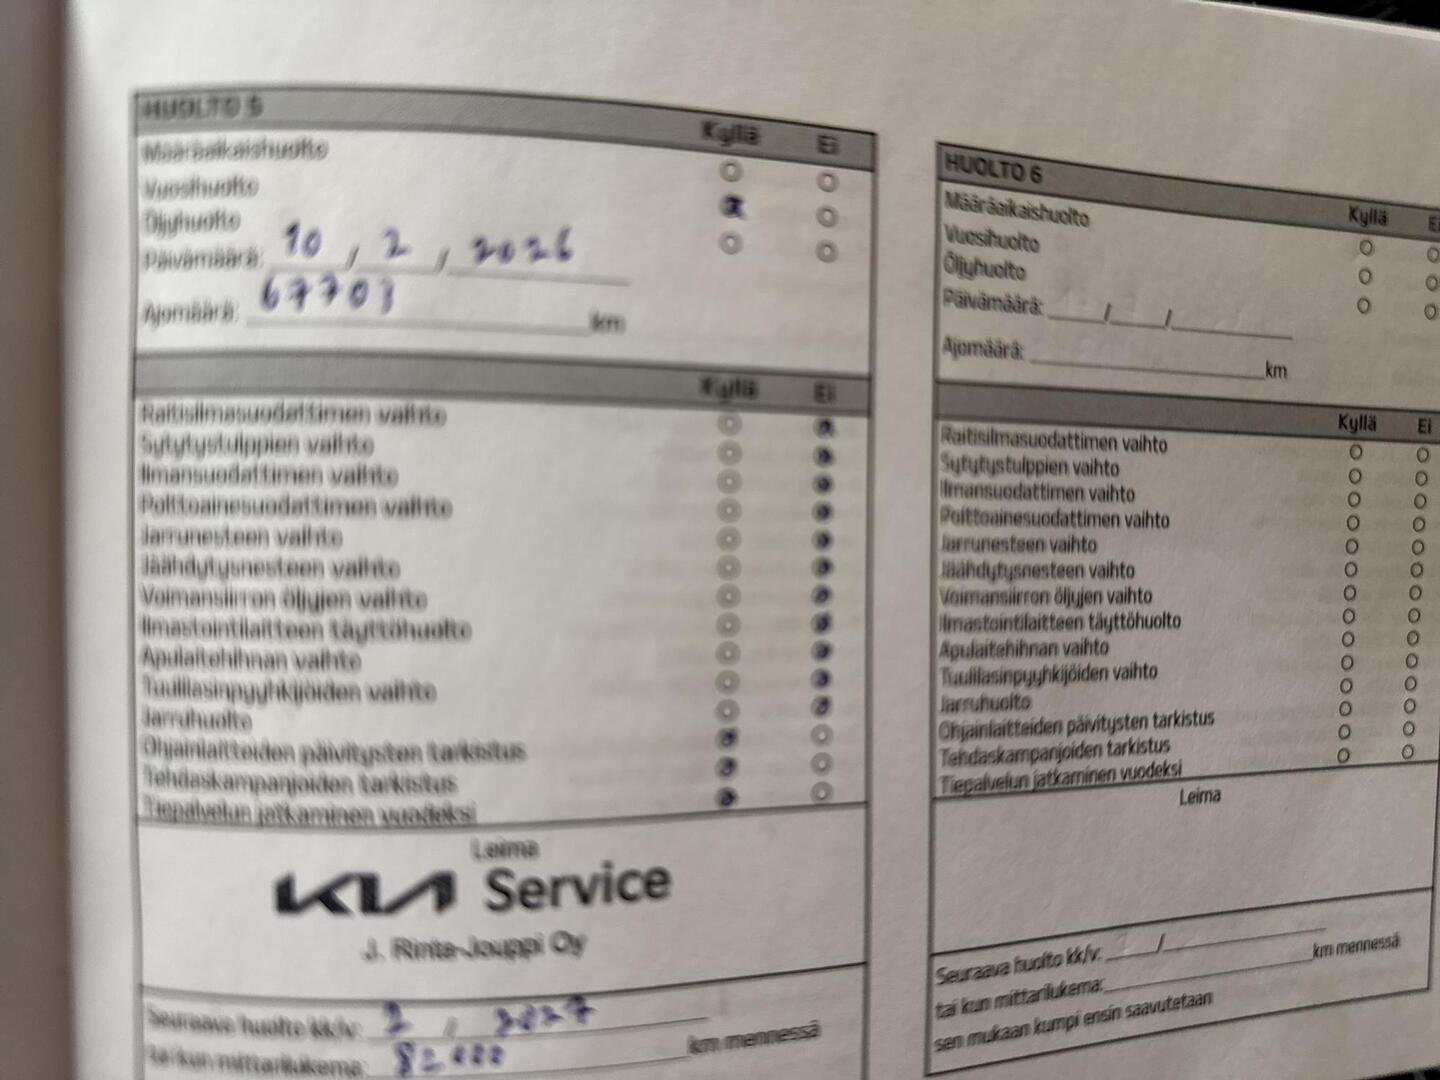 HUOLTO 5
Kyllä Ei
Määräaikaishuolto
Vuosihuolto
Öljyhuolto
Päivämäärä: 10 / 2 / 2026
Ajomäärä: 67703 km
Kyllä Ei
Raitisilmasuodattimen vaihto
Sytytystulppien vaihto
Ilmansuodattimen vaihto
Polttoainesuodattimen vaihto
Jarrunesteen vaihto
Jäähdytysnesteen vaihto
Voimansiirron öljyjen vaihto
Ilmastointilaitteen täyttöhuolto
Apulaitehihnan vaihto
Tuulilasinpyyhkijöiden vaihto
Jarruhuolto
Ohjainlaitteiden päivitysten tarkistus
Tehdaskampanjoiden tarkistus
Tiepalvelun jatkaminen vuodeksi
Leima
KIA Service
J. Rinta-Jouppi Oy
Seuraava huolto kk/v: 2 / 2027
tai kun mittarilukema: 82000 km mennessä
HUOLTO 6
Kyllä Ei
Määräaikaishuolto
Vuosihuolto
Öljyhuolto
Päivämäärä: / /
Ajomäärä: km
Kyllä Ei
Raitisilmasuodattimen vaihto
Sytytystulppien vaihto
Ilmansuodattimen vaihto
Polttoainesuodattimen vaihto
Jarrunesteen vaihto
Jäähdytysnesteen vaihto
Voimansiirron öljyjen vaihto
Ilmastointilaitteen täyttöhuolto
Apulaitehihnan vaihto
Tuulilasinpyyhkijöiden vaihto
Jarruhuolto
Ohjainlaitteiden päivitysten tarkistus
Tehdaskampanjoiden tarkistus
Tiepalvelun jatkaminen vuodeksi
Leima
Seuraava huolto kk/v: /
tai kun mittarilukema: km mennessä
sen mukaan kumpi ensin saavutetaan